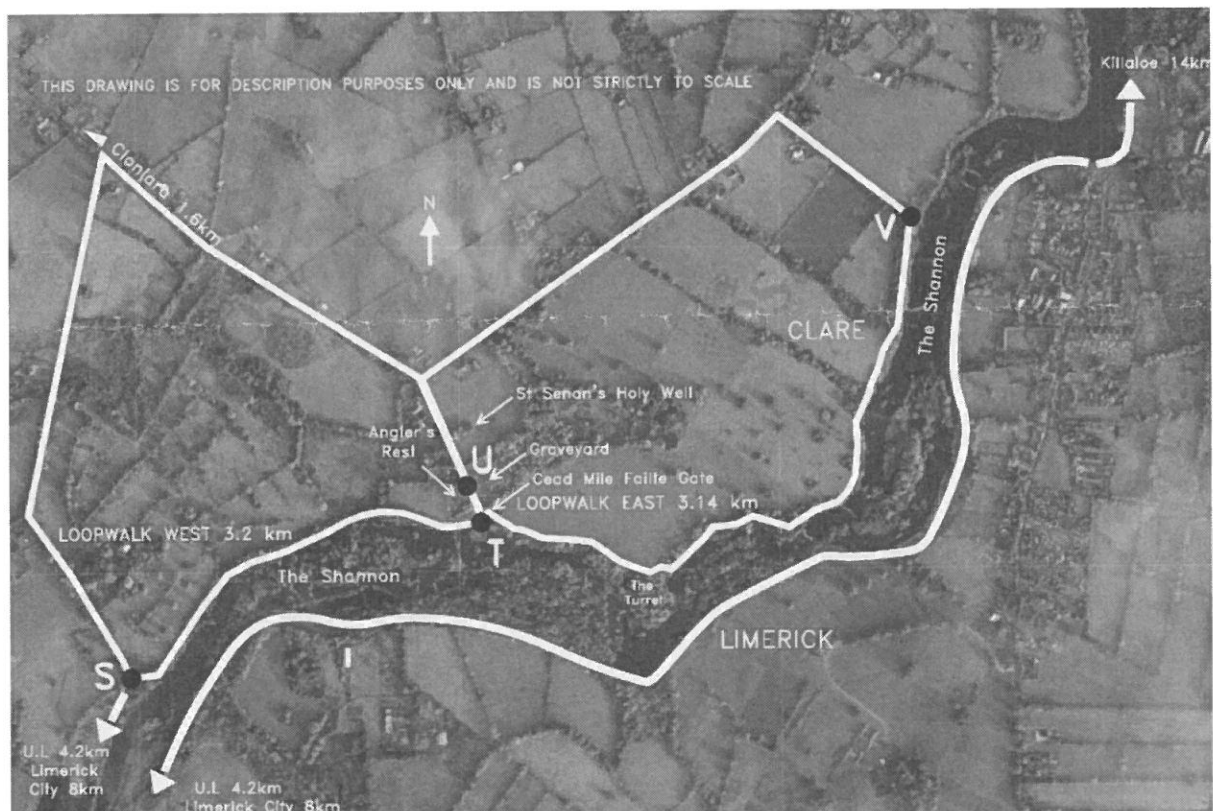 THIS DRAWING IS FOR DESCRIPTION PURPOSES ONLY AND IS NOT STRICTLY TO SCALE
Killaloe 14km
Clonlara 1.6km
N
V
The Shannon
CLARE
St Senan's Holy Well
Angler's
Rest
U
Graveyard
Cead Mile Failte Gate
LOOPWALK EAST 3.14 km
LOOPWALK WEST 3.2 km
T
The Shannon
The
Turret
LIMERICK
S
U.L 4.2km
Limerick
City 8km
U.L 4.2km
Limerick City 8km